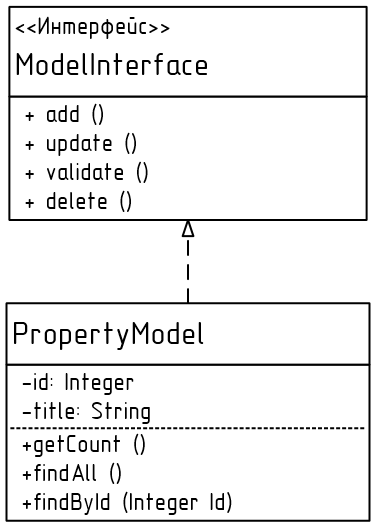 <<Интерфейс>>
ModelInterface
+ add ()
+ update ()
+ validate ()
+ delete ()
PropertyModel
-id: Integer
-title: String
+getCount ()
+findAll ()
+findById (Integer Id)